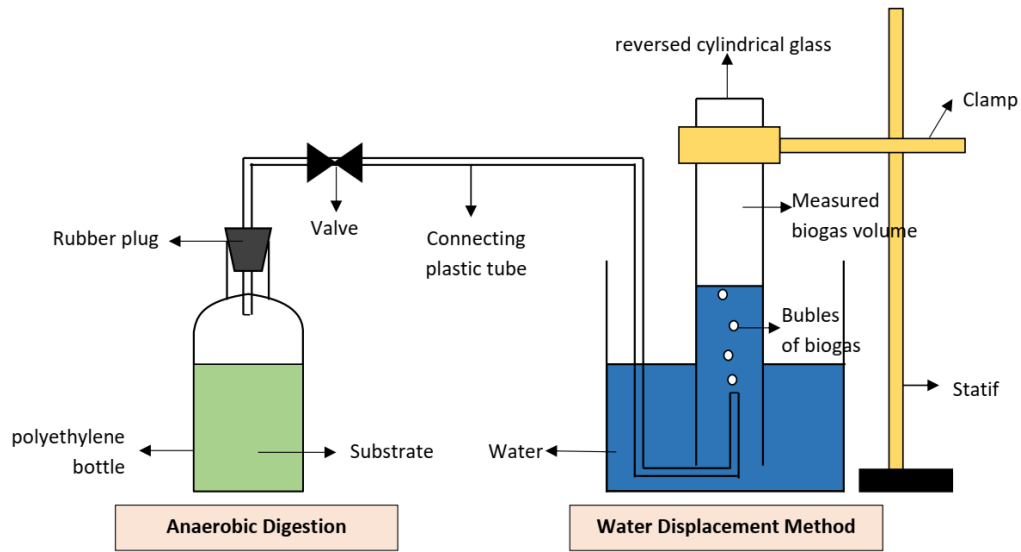 reversed cylindrical glass
Clamp
Rubber plug
Valve
Connecting
plastic tube
Measured
biogas volume
Bubles
of biogas
Statif
polyethylene
bottle
Substrate
Water
Anaerobic Digestion
Water Displacement Method